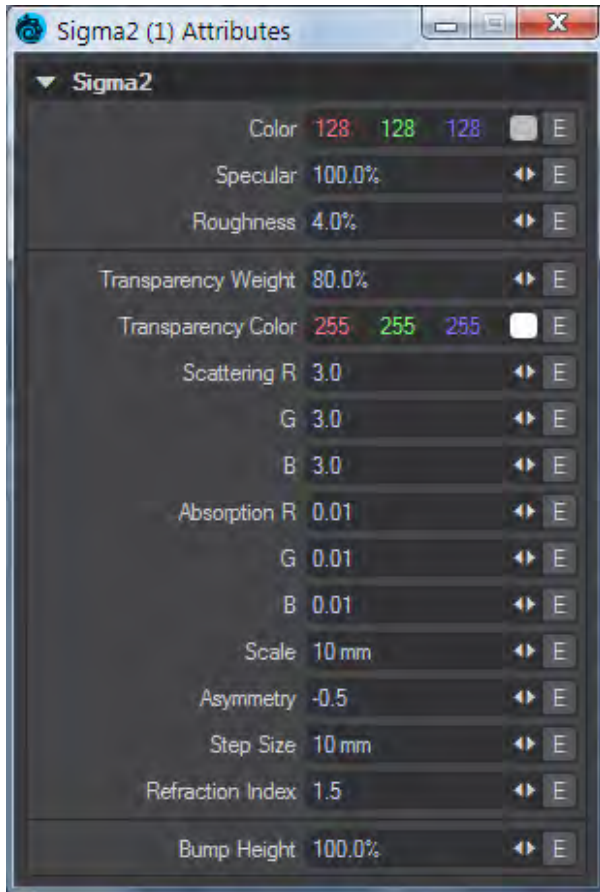 Sigma2 (1) Attributes
Sigma2
Color 128 128 128 E
Specular 100.0% E
Roughness 4.0% E
Transparency Weight 80.0% E
Transparency Color 255 255 255 E
Scattering R 3.0 E
G 3.0 E
B 3.0 E
Absorption R 0.01 E
G 0.01 E
B 0.01 E
Scale 10 mm E
Asymmetry -0.5 E
Step Size 10 mm E
Refraction Index 1.5 E
Bump Height 100.0% E